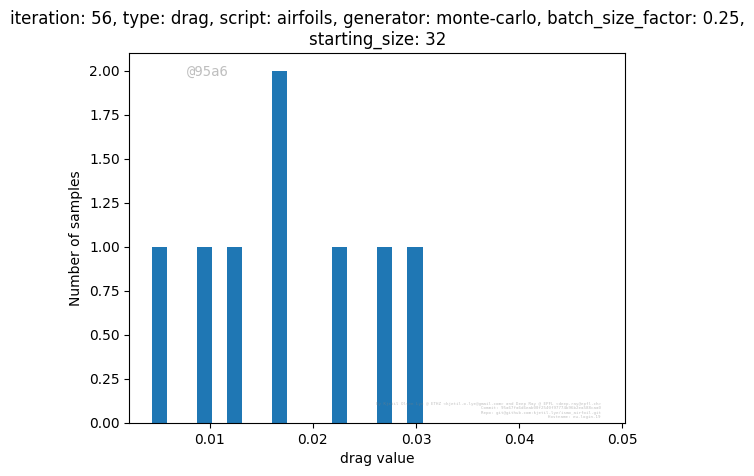 iteration: 56, type: drag, script: airfoils, generator: monte-carlo, batch_size_factor: 0.25,
starting_size: 32
@95a6
2.00
1.75
1.50
1.25
1.00
0.75
0.50
0.25
0.00
Number of samples
0.01 0.02 0.03 0.04 0.05
drag value